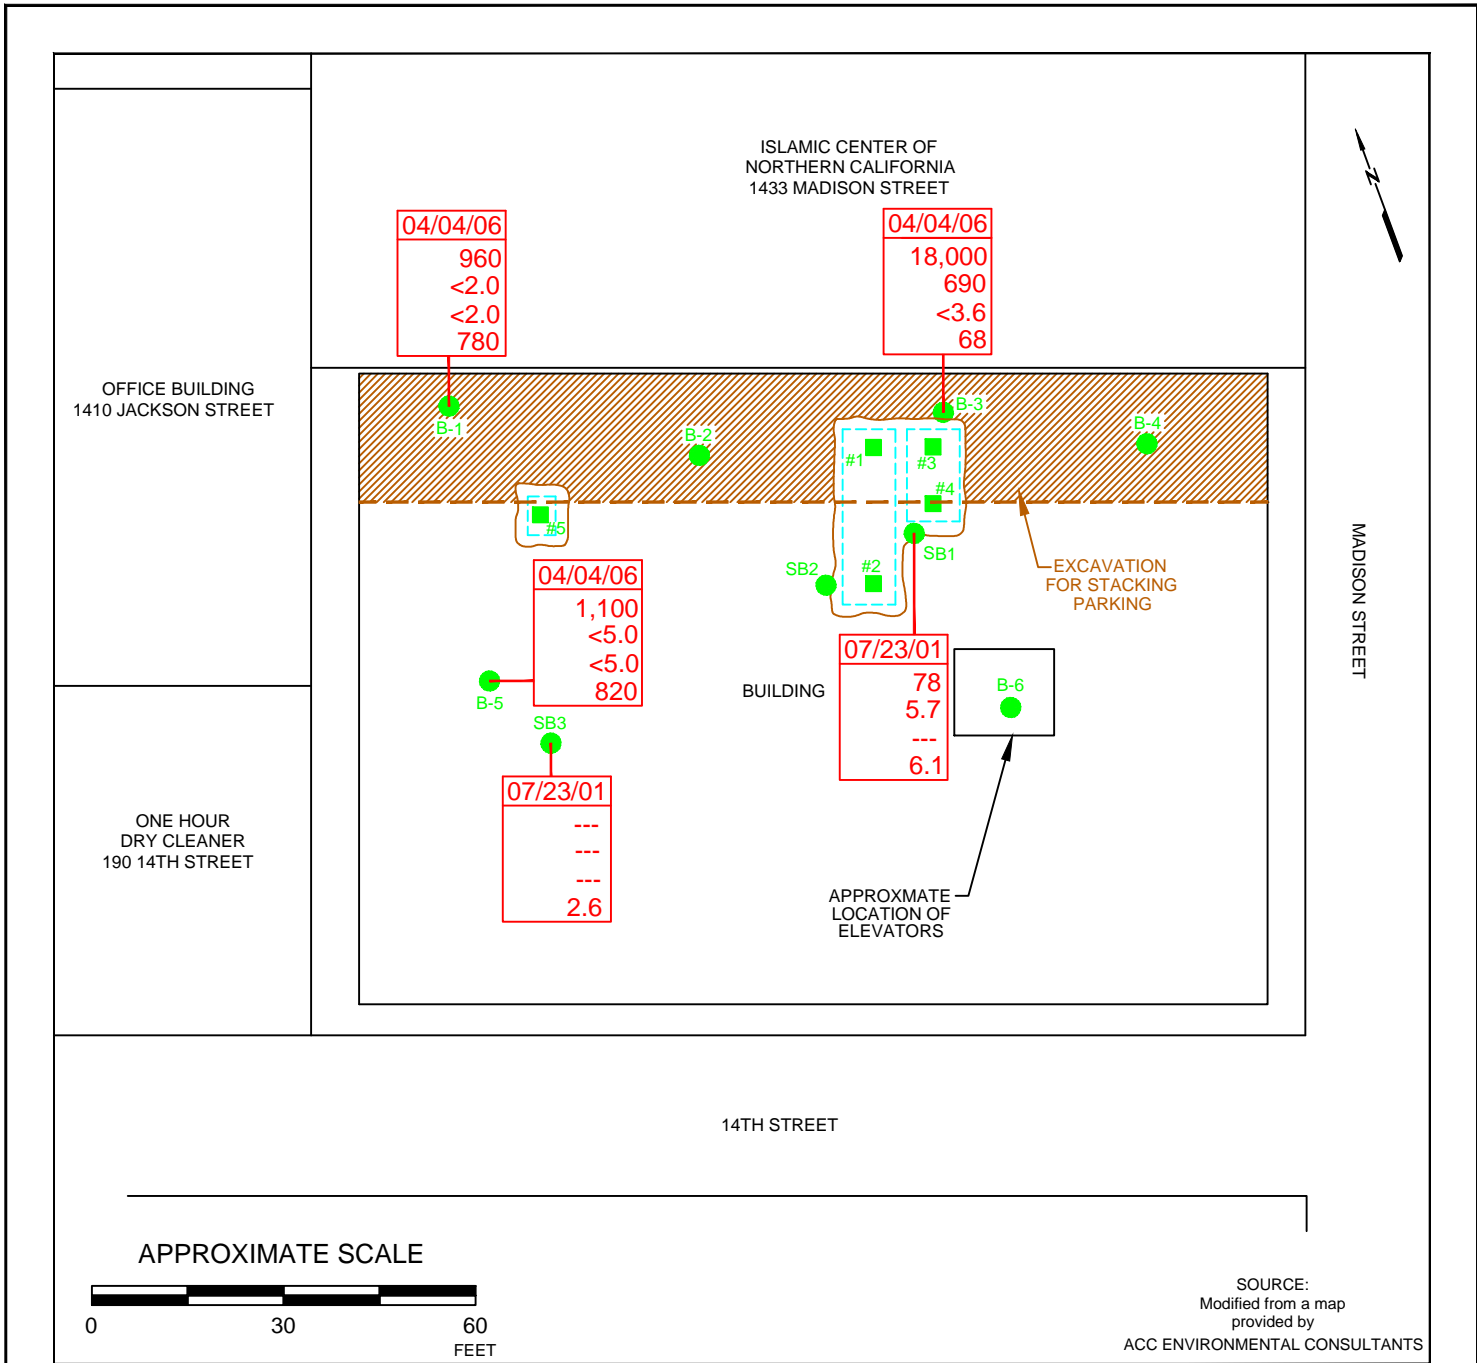 ISLAMIC CENTER OF
NORTHERN CALIFORNIA
1433 MADISON STREET
N
04/04/06
960
<2.0
<2.0
780
04/04/06
18,000
690
<3.6
68
OFFICE BUILDING
1410 JACKSON STREET
B-1
B-2
B-3
B-4
#1
#3
#4
#5
SB1
SB2
#2
EXCAVATION
FOR STACKING
PARKING
MADISON STREET
04/04/06
1,100
<5.0
<5.0
820
B-5
07/23/01
78
5.7
---
6.1
BUILDING
B-6
SB3
07/23/01
---
---
---
2.6
ONE HOUR
DRY CLEANER
190 14TH STREET
APPROXMATE
LOCATION OF
ELEVATORS
14TH STREET
APPROXIMATE SCALE
0 30 60
FEET
SOURCE:
Modified from a map
provided by
ACC ENVIRONMENTAL CONSULTANTS